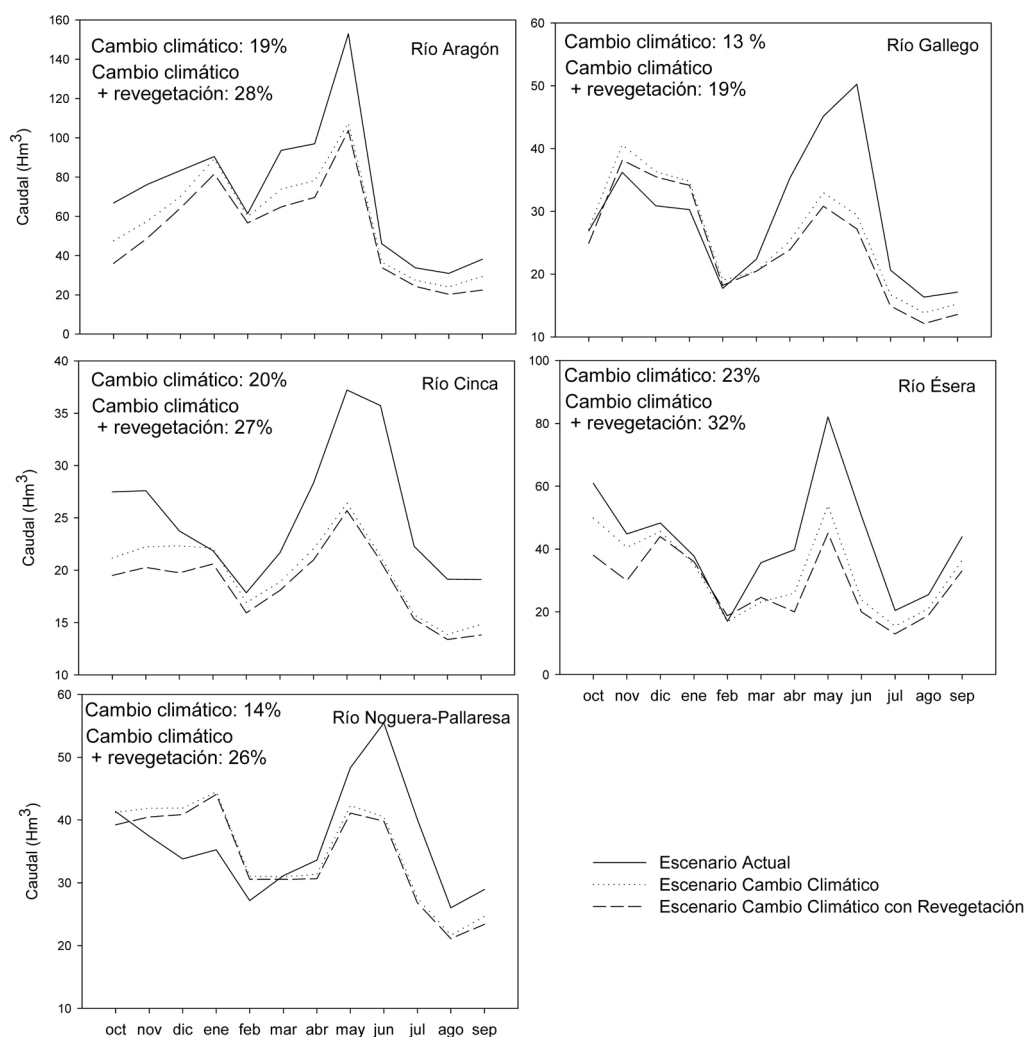 Cambio climático: 19%
Cambio climático
+ revegetación: 28%
Río Aragón
Caudal (Hm3)
160
140
120
100
80
60
40
20
0
Cambio climático: 13 %
Cambio climático
+ revegetación: 19%
Río Gallego
60
50
40
30
20
10
Cambio climático: 20%
Cambio climático
+ revegetación: 27%
Río Cinca
Caudal (Hm3)
40
35
30
25
20
15
10
Cambio climático: 23%
Cambio climático
+ revegetación: 32%
Río Ésera
100
80
60
40
20
0
oct nov dic ene feb mar abr may jun jul ago sep
Cambio climático: 14%
Cambio climático
+ revegetación: 26%
Río Noguera-Pallaresa
Caudal (Hm3)
60
50
40
30
20
10
oct nov dic ene feb mar abr may jun jul ago sep
Escenario Actual
Escenario Cambio Climático
Escenario Cambio Climático con Revegetación